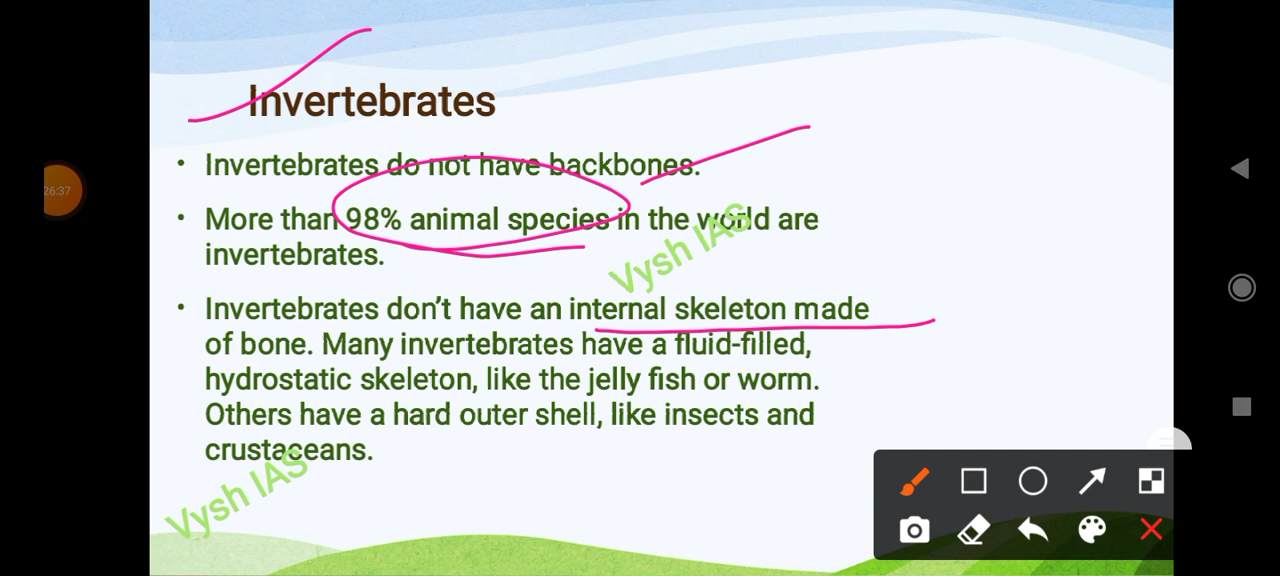 Invertebrates
• Invertebrates do not have backbones.
• More than 98% animal species in the world are
invertebrates.
• Invertebrates don't have an internal skeleton made
of bone. Many invertebrates have a fluid-filled,
hydrostatic skeleton, like the jelly fish or worm.
Others have a hard outer shell, like insects and
crustaceans.
Vysh IAS
Vysh IAS
26:37